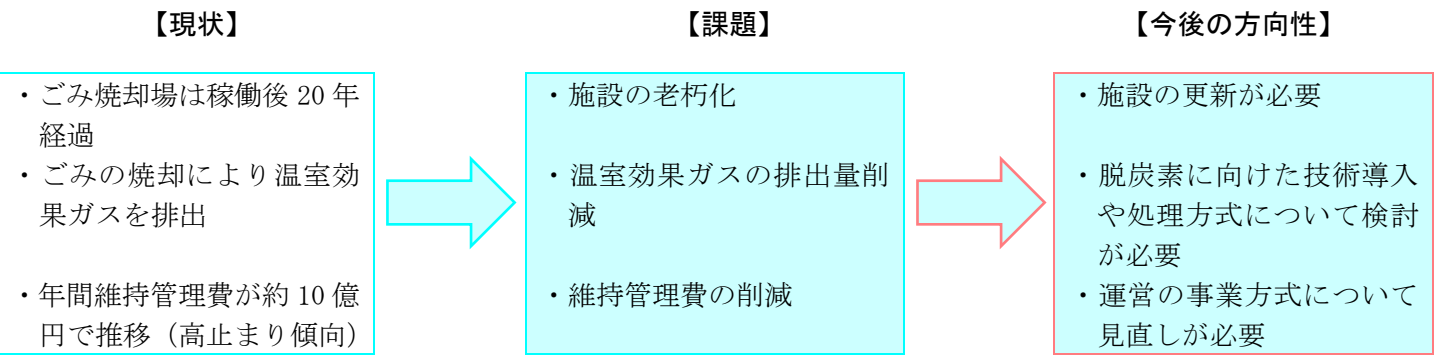 【現状】
・ごみ焼却場は稼働後 20 年
経過
・ごみの焼却により温室効
果ガスを排出
・年間維持管理費が約 10 億
円で推移（高止まり傾向）
【課題】
・施設の老朽化
・温室効果ガスの排出量削
減
・維持管理費の削減
【今後の方向性】
・施設の更新が必要
・脱炭素に向けた技術導入
や処理方式について検討
が必要
・運営の事業方式について
見直しが必要